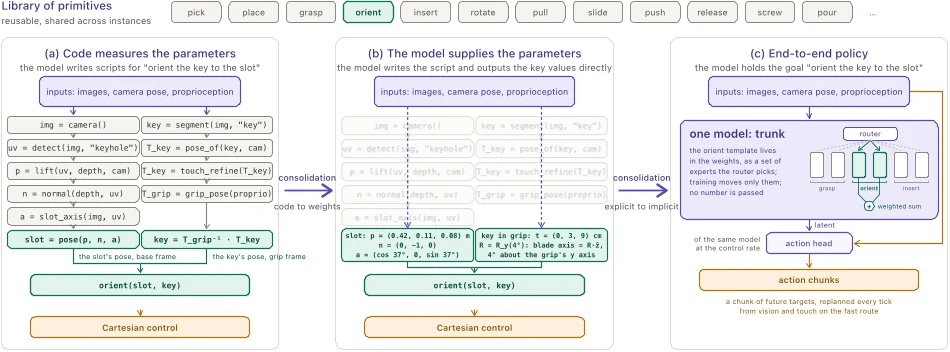 Library of primitives
reusable, shared across instances
pick place grasp orient insert rotate pull slide push release screw pour ...
(a) Code measures the parameters
the model writes scripts for "orient the key to the slot"
inputs: images, camera pose, proprioception
img = camera()
key = segment(img, "key")
uv = detect(img, "keyhole")
T_key = pose_of(key, cam)
p = lift(uv, depth, cam)
T_key = touch_refine(T_key)
n = normal(depth, uv)
T_grip = grip_pose(proprio)
a = slot_axis(img, uv)
slot = pose(p, n, a)
key = T_grip⁻¹ · T_key
the slot's pose, base frame
the key's pose, grip frame
orient(slot, key)
Cartesian control
consolidation
code to weights
(b) The model supplies the parameters
the model writes the script and outputs the key values directly
inputs: images, camera pose, proprioception
img = camera()
key = segment(img, "key")
uv = detect(img, "keyhole")
T_key = pose_of(key, cam)
p = lift(uv, depth, cam)
T_key = touch_refine(T_key)
n = normal(depth, uv)
T_grip = grip_pose(proprio)
a = slot_axis(img, uv)
slot: p = (0.42, 0.11, 0.08) m
n = (0, −1, 0)
a = (cos 37°, 0, sin 37°)
key in grip: t = (0, 3, 9) cm
R = R_y(4°): blade axis = R·ẑ,
4° about the grip's y axis
orient(slot, key)
Cartesian control
consolidation
explicit to implicit
(c) End-to-end policy
the model holds the goal "orient the key to the slot"
inputs: images, camera pose, proprioception
one model: trunk
the orient template lives
in the weights, as a set of
experts the router picks;
training moves only them;
no number is passed
router
grasp orient insert
+ weighted sum
latent
of the same model
at the control rate
action head
action chunks
a chunk of future targets, replanned every tick
from vision and touch on the fast route